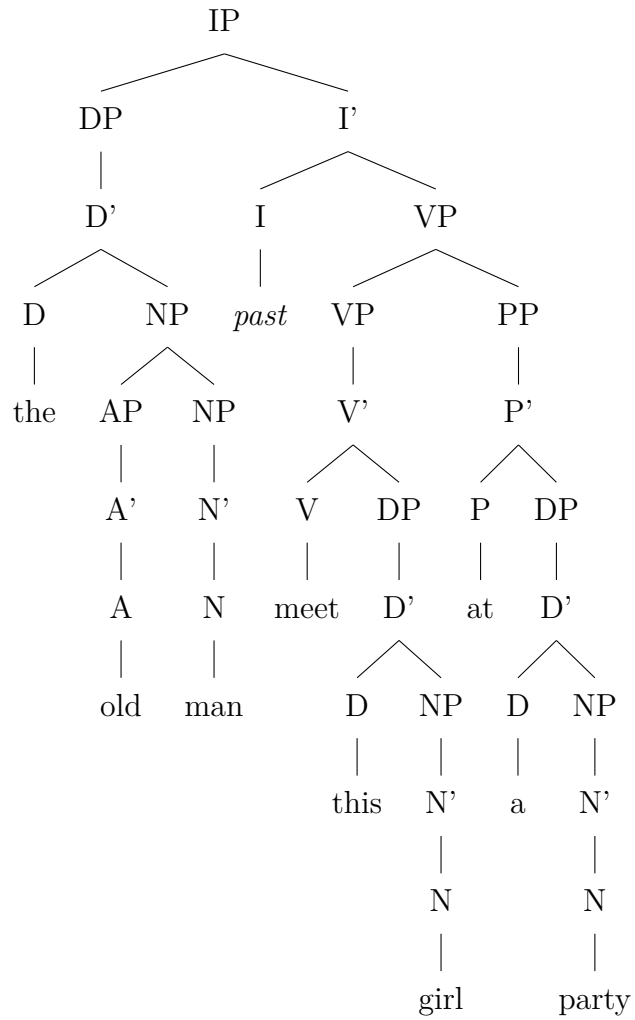 IP
DP I'
D' I VP
D NP past VP PP
the AP NP V' P'
A' N' V DP P DP
A N meet D' at D'
old man D NP D NP
this N' a N'
N N
girl party